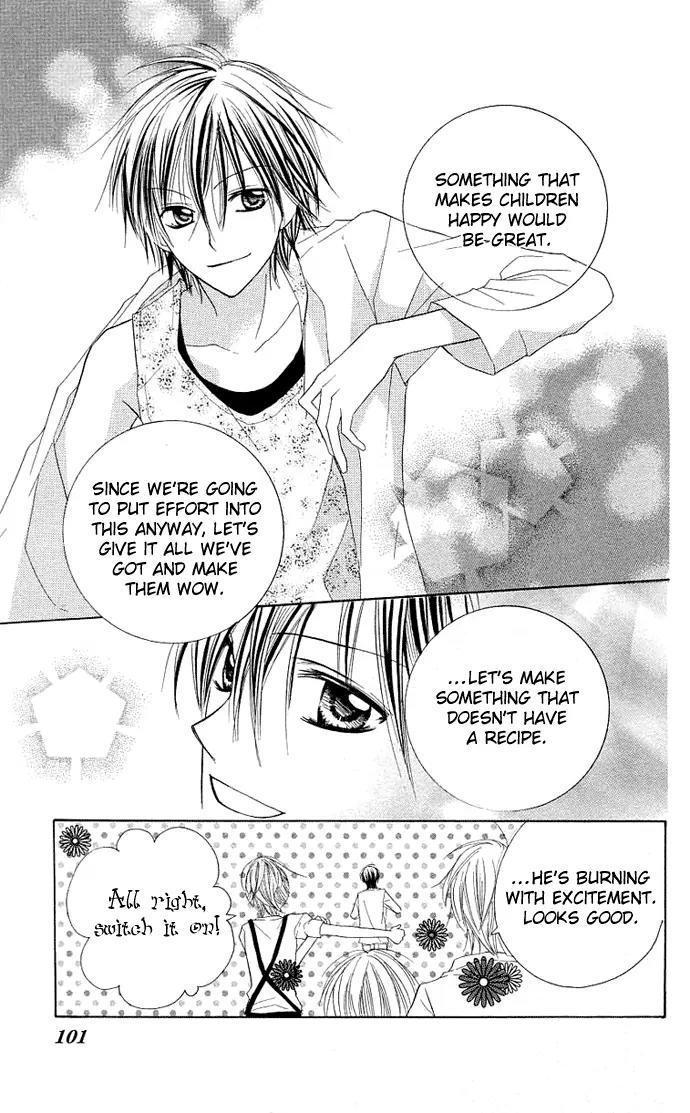 SOMETHING THAT
MAKES CHILDREN
HAPPY WOULD
BE GREAT.
SINCE WE'RE GOING
TO PUT EFFORT INTO
THIS ANYWAY, LET'S
GIVE IT ALL WE'VE
GOT AND MAKE
THEM WOW.
...LET'S MAKE
SOMETHING THAT
DOESN'T HAVE
A RECIPE.
...HE'S BURNING
WITH EXCITEMENT.
LOOKS GOOD.
All right,
switch it on!
101